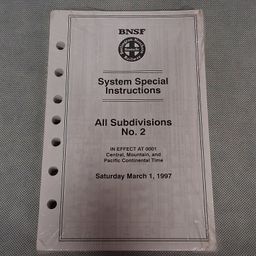 BNSF
System Special
Instructions
All Subdivisions
No. 2
IN EFFECT AT 0001
Central, Mountain, and
Pacific Continental Time
Saturday March 1, 1997